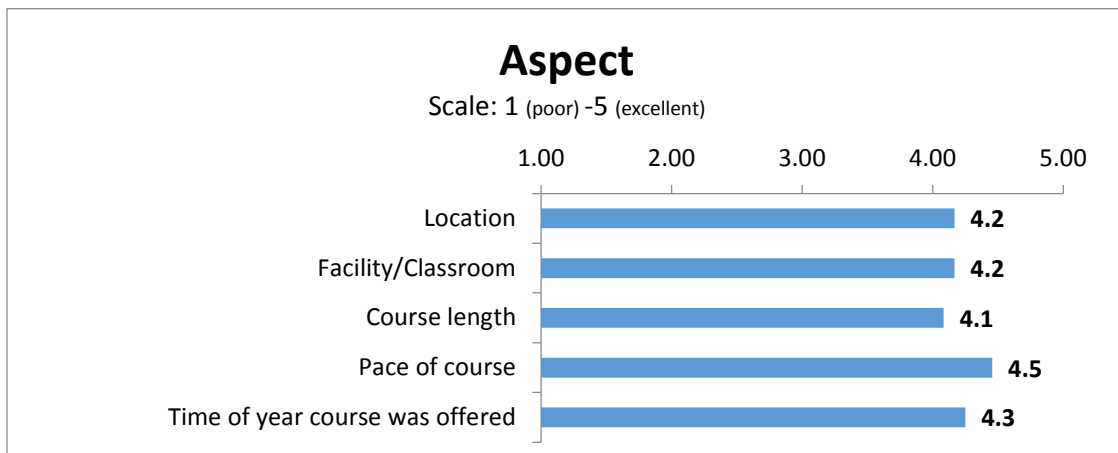 Aspect
Scale: 1 (poor) -5 (excellent)
1.00 2.00 3.00 4.00 5.00
Location 4.2
Facility/Classroom 4.2
Course length 4.1
Pace of course 4.5
Time of year course was offered 4.3